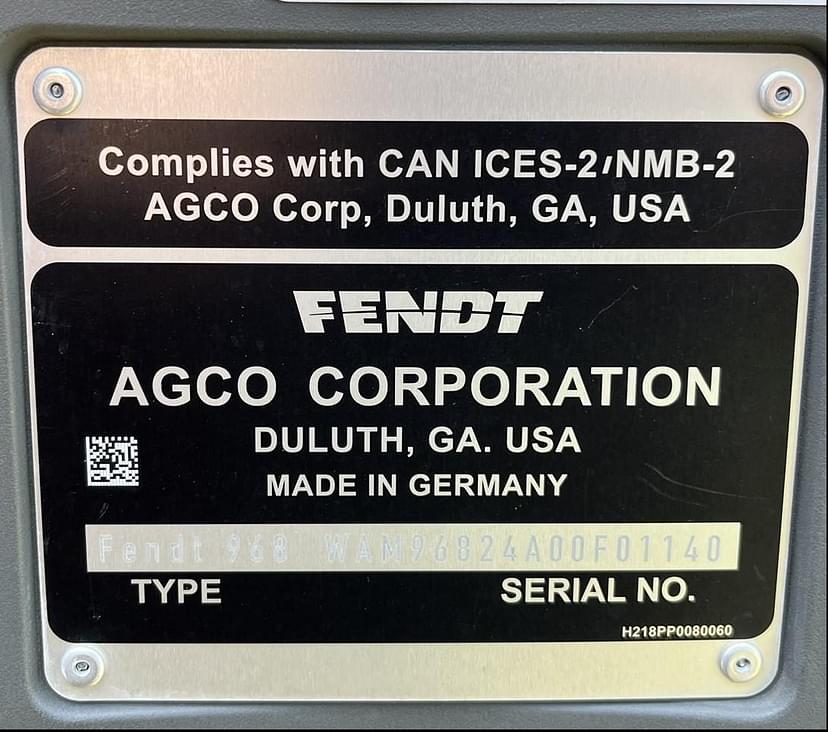 Complies with CAN ICES-2/NMB-2
AGCO Corp, Duluth, GA, USA
FENDT
AGCO CORPORATION
DULUTH, GA. USA
MADE IN GERMANY
Fendt 968 WAM96824A00F01140
TYPE SERIAL NO.
H218PP0080060